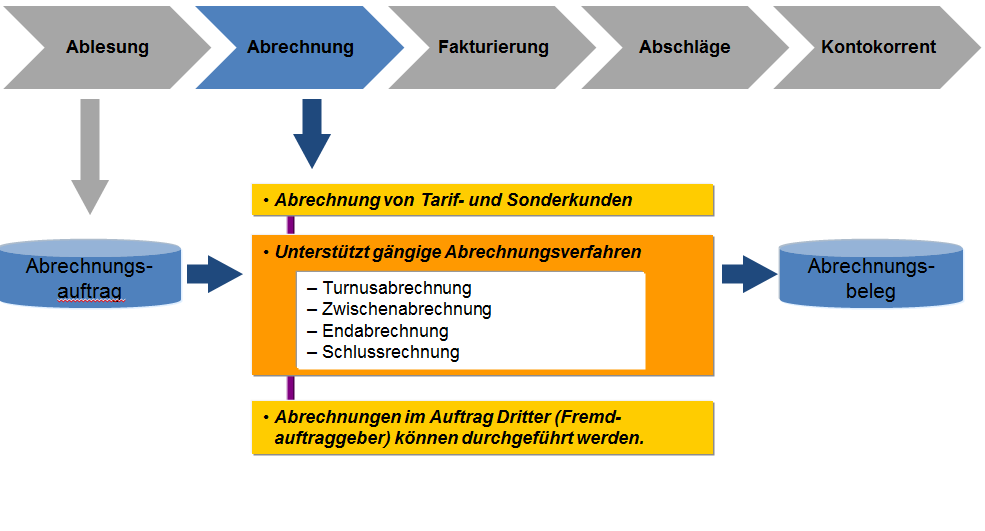 Ablesung
Abrechnung
Fakturierung
Abschläge
Kontokorrent
• Abrechnung von Tarif- und Sonderkunden
Abrechnungs-
auftrag
• Unterstützt gängige Abrechnungsverfahren
– Turnusabrechnung
– Zwischenabrechnung
– Endabrechnung
– Schlussrechnung
Abrechnungs-
beleg
• Abrechnungen im Auftrag Dritter (Fremd-
auftraggeber) können durchgeführt werden.